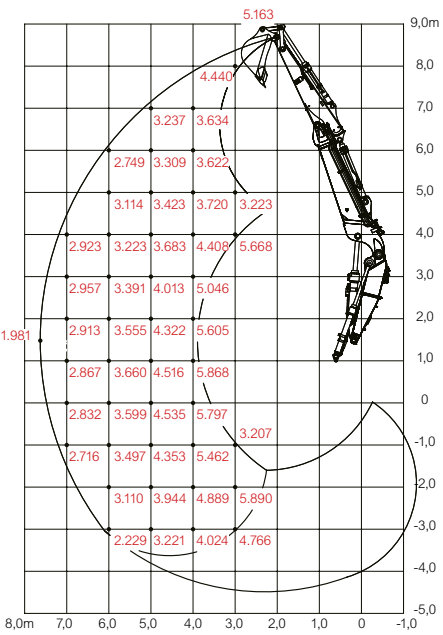 5.163
9,0m
4.440 8,0
7,0
3.237 3.634
6,0
2.749 3.309 3.622
5,0
3.114 3.423 3.720 3.223
4,0
2.923 3.223 3.683 4.408 5.668
3,0
2.957 3.391 4.013 5.046
2,0
2.913 3.555 4.322 5.605
1.981
1,0
2.867 3.660 4.516 5.868
0
2.832 3.599 4.535 5.797
3.207
-1,0
2.716 3.497 4.353 5.462
-2,0
3.110 3.944 4.889 5.890
-3,0
2.229 3.221 4.024 4.766
-4,0
-5,0
8,0m 7,0 6,0 5,0 4,0 3,0 2,0 1,0 0 -1,0